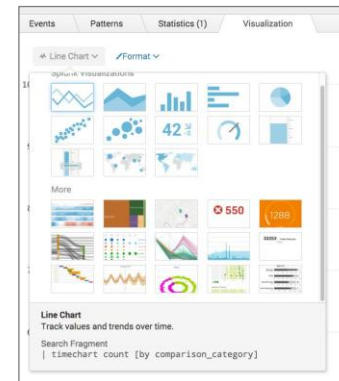 Events Patterns Statistics (1) Visualization
Line Chart Format
Splunk Visualizations
42
More
550 1288
Line Chart
Track values and trends over time.
Search Fragment
| timechart count [by comparison_category]